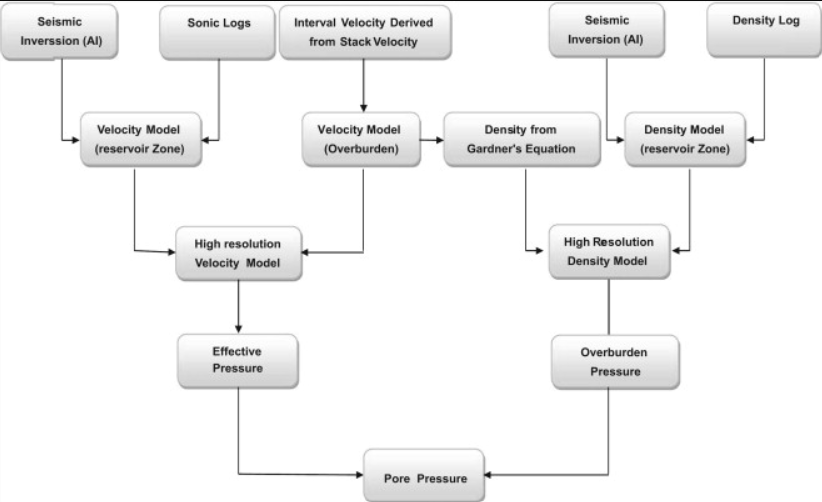 Seismic
Inverssion (AI)
Sonic Logs
Interval Velocity Derived
from Stack Velocity
Seismic
Inversion (AI)
Density Log
Velocity Model
(reservoir Zone)
Velocity Model
(Overburden)
Density from
Gardner's Equation
Density Model
(reservoir Zone)
High resolution
Velocity Model
High Resolution
Density Model
Effective
Pressure
Overburden
Pressure
Pore Pressure